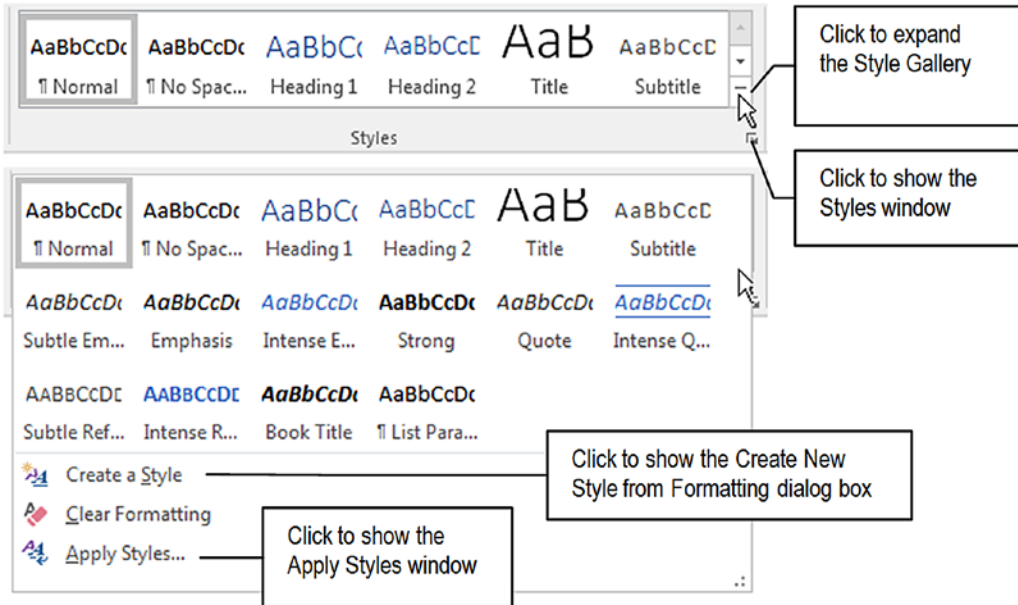 AaBbCcDc AaBbCcDc AaBbCc AaBbCcE AaB AaBbCcD
¶ Normal ¶ No Spac... Heading 1 Heading 2 Title Subtitle
Styles
Click to expand
the Style Gallery
Click to show the
Styles window
AaBbCcDc AaBbCcDc AaBbCc AaBbCcE AaB AaBbCcD
¶ Normal ¶ No Spac... Heading 1 Heading 2 Title Subtitle
AaBbCcDc AaBbCcDc AaBbCcDc AaBbCcDc AaBbCcDc AaBbCcDc
Subtle Em... Emphasis Intense E... Strong Quote Intense Q...
AABBCCDE AABBCCDE AaBbCcDc AaBbCcDc
Subtle Ref... Intense R... Book Title ¶ List Para...
Create a Style
Clear Formatting
Apply Styles...
Click to show the Create New
Style from Formatting dialog box
Click to show the
Apply Styles window